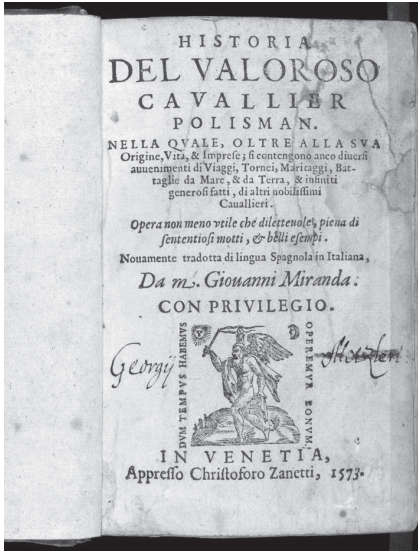 HISTORIA
DEL VALOROSO
CAVALLIER
POLISMAN.
NELLA QVALE, OLTRE ALLA SVA
Origine, Vita, & Imprese; si contengono anco diuersi
auuenimenti di Viaggi, Tornei, Maritaggi, Bat-
taglie da Mare, & da Terra, & infiniti
generosi fatti, di altri nobilissimi
Cauallieri.
Opera non meno vtile che diletteuole, piena di
sententiosi motti, & belli esempi.
Nouamente tradotta di lingua Spagnola in Italiana,
Da m. Giouanni Miranda.
CON PRIVILEGIO.
Georgij
DVM TEMPVS HABEMVS
OPEREMVR BONVM
IN VENETIA,
Appresso Christoforo Zanetti, 1573.